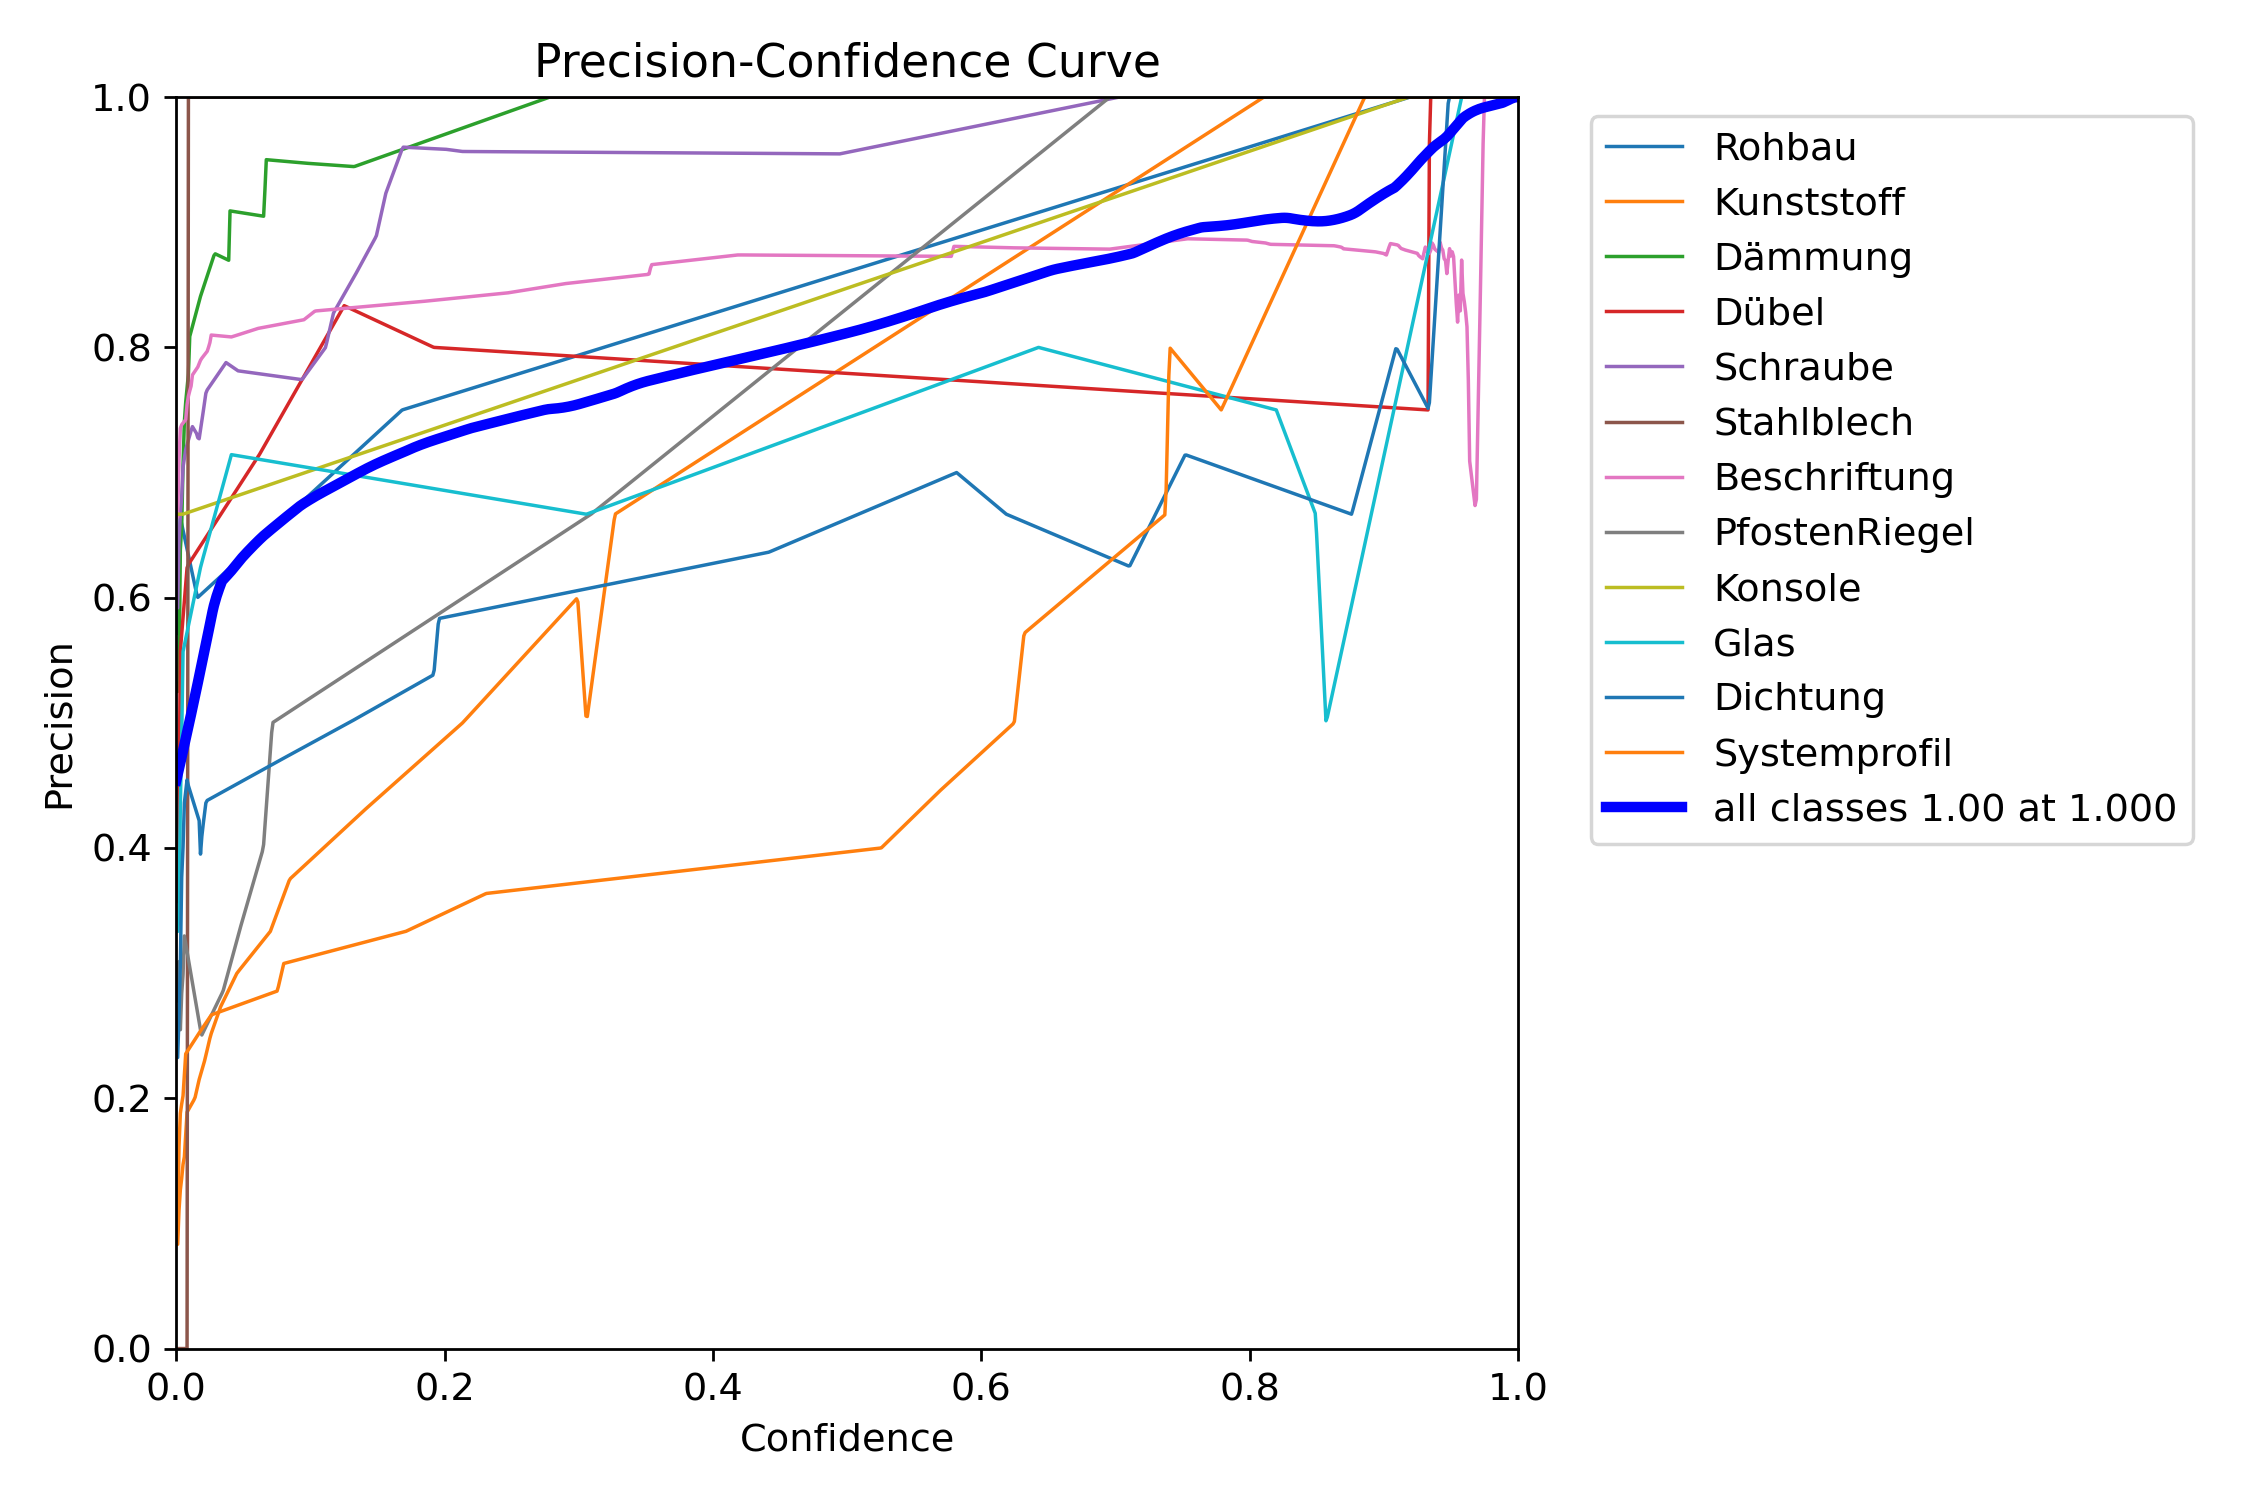 Precision-Confidence Curve
1.0
0.8
0.6
0.4
0.2
0.0
Precision
0.0 0.2 0.4 0.6 0.8 1.0
Confidence
Rohbau
Kunststoff
Dämmung
Dübel
Schraube
Stahlblech
Beschriftung
PfostenRiegel
Konsole
Glas
Dichtung
Systemprofil
all classes 1.00 at 1.000